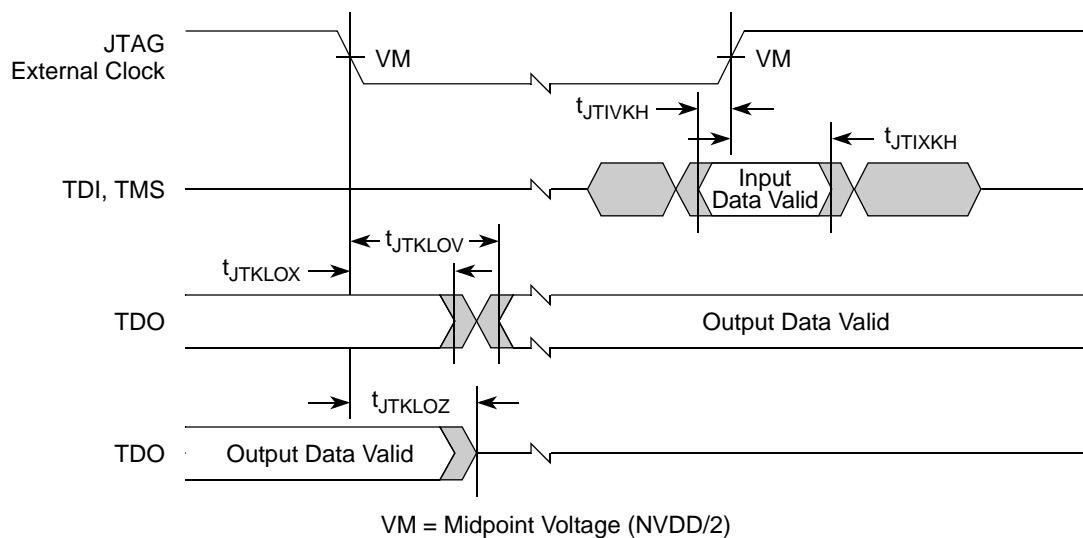 JTAG
External Clock
VM
VM
tJTIVKH
tJTIXKH
TDI, TMS
Input
Data Valid
tJTKLOV
tJTKLOX
TDO
Output Data Valid
tJTKLOZ
TDO
Output Data Valid
VM = Midpoint Voltage (NVDD/2)